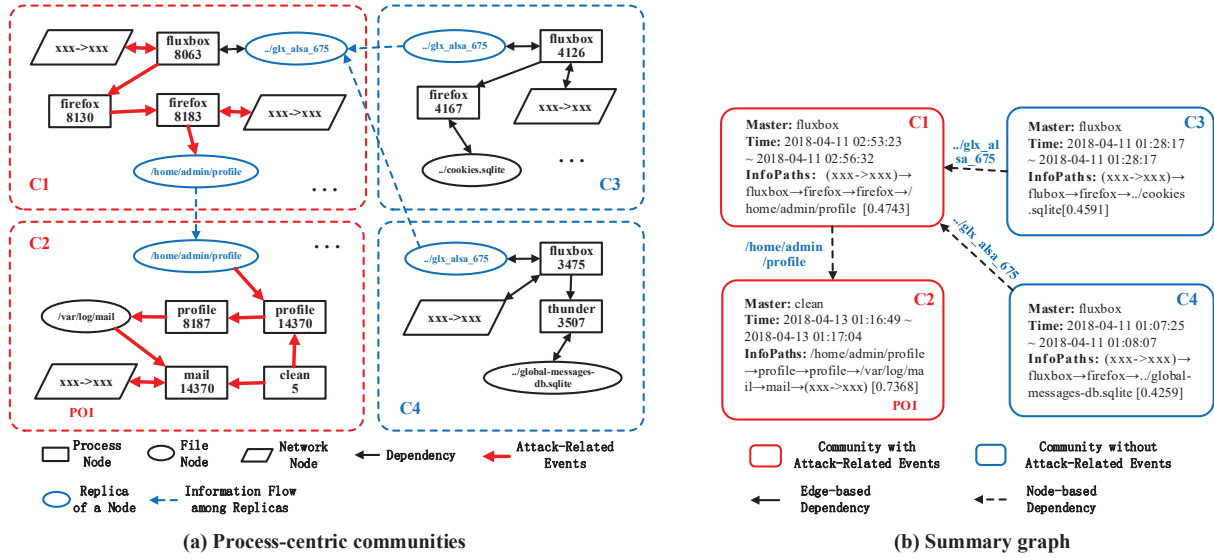 xxx->xxx
fluxbox
8063
../glx_alsa_675
firefox
8130
firefox
8183
xxx->xxx
/home/admin/profile
C1
...
../glx_alsa_675
fluxbox
4126
firefox
4167
xxx->xxx
../cookies.sqlite
...
C3
C2
...
/home/admin/profile
/var/log/mail
profile
8187
profile
14370
xxx->xxx
mail
14370
clean
5
POI
../glx_alsa_675
fluxbox
3475
xxx->xxx
thunder
3507
../global-messages-
db.sqlite
C4
Process
Node
File
Node
Network
Node
Dependency
Attack-Related
Events
Replica
of a Node
Information Flow
among Replicas
(a) Process-centric communities
C1
Master: fluxbox
Time: 2018-04-11 02:53:23
~ 2018-04-11 02:56:32
InfoPaths: (xxx->xxx)→
fluxbox→firefox→firefox→/
home/admin/profile [0.4743]
../glx_al
sa_675
C3
Master: fluxbox
Time: 2018-04-11 01:28:17
~ 2018-04-11 01:28:17
InfoPaths: (xxx->xxx)→
flubox→firefox→../cookies
.sqlite[0.4591]
/home/admin
/profile
../glx_alsa_675
C2
Master: clean
Time: 2018-04-13 01:16:49 ~
2018-04-13 01:17:04
InfoPaths: /home/admin/profile
→profile→profile→/var/log/ma
il→mail→(xxx->xxx) [0.7368]
POI
C4
Master: fluxbox
Time: 2018-04-11 01:07:25
~ 2018-04-11 01:08:07
InfoPaths: (xxx->xxx)→
fluxbox→firefox→../global-
messages-db.sqlite [0.4259]
Community with
Attack-Related Events
Community without
Attack-Related Events
Edge-based
Dependency
Node-based
Dependency
(b) Summary graph